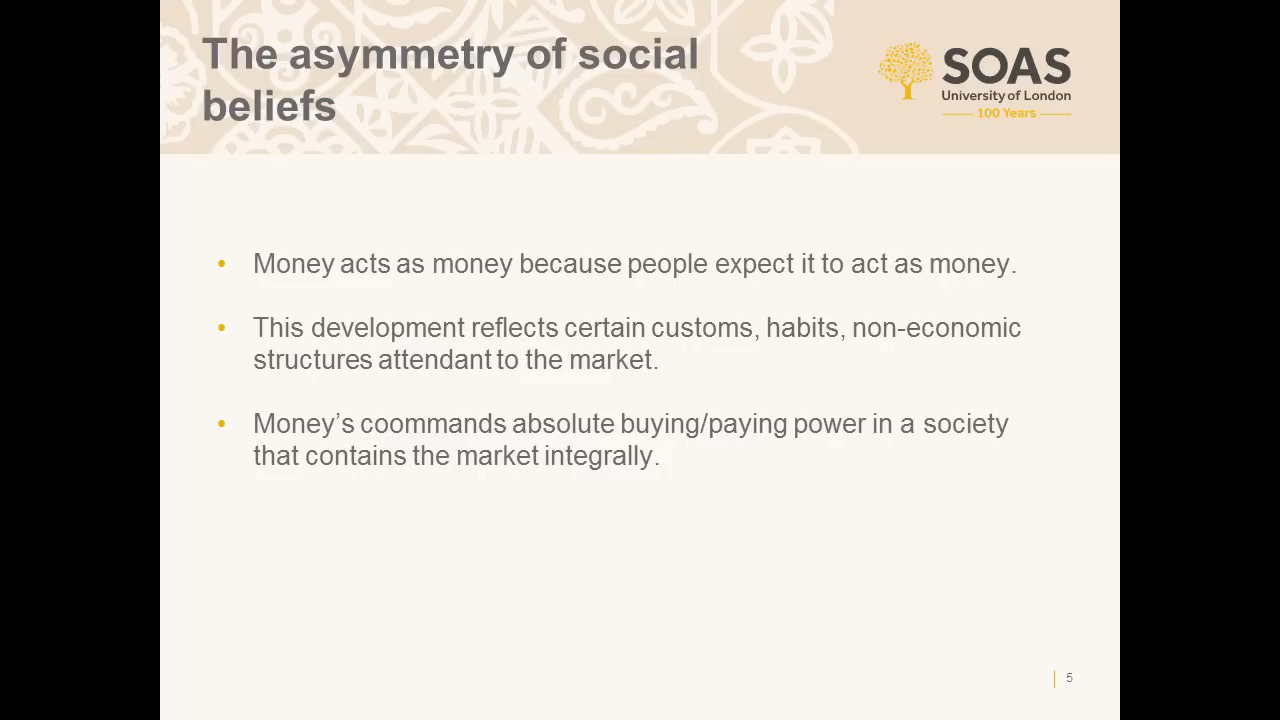 The asymmetry of social
beliefs
SOAS
University of London
100 Years
• Money acts as money because people expect it to act as money.
• This development reflects certain customs, habits, non-economic
structures attendant to the market.
• Money’s coommands absolute buying/paying power in a society
that contains the market integrally.
5